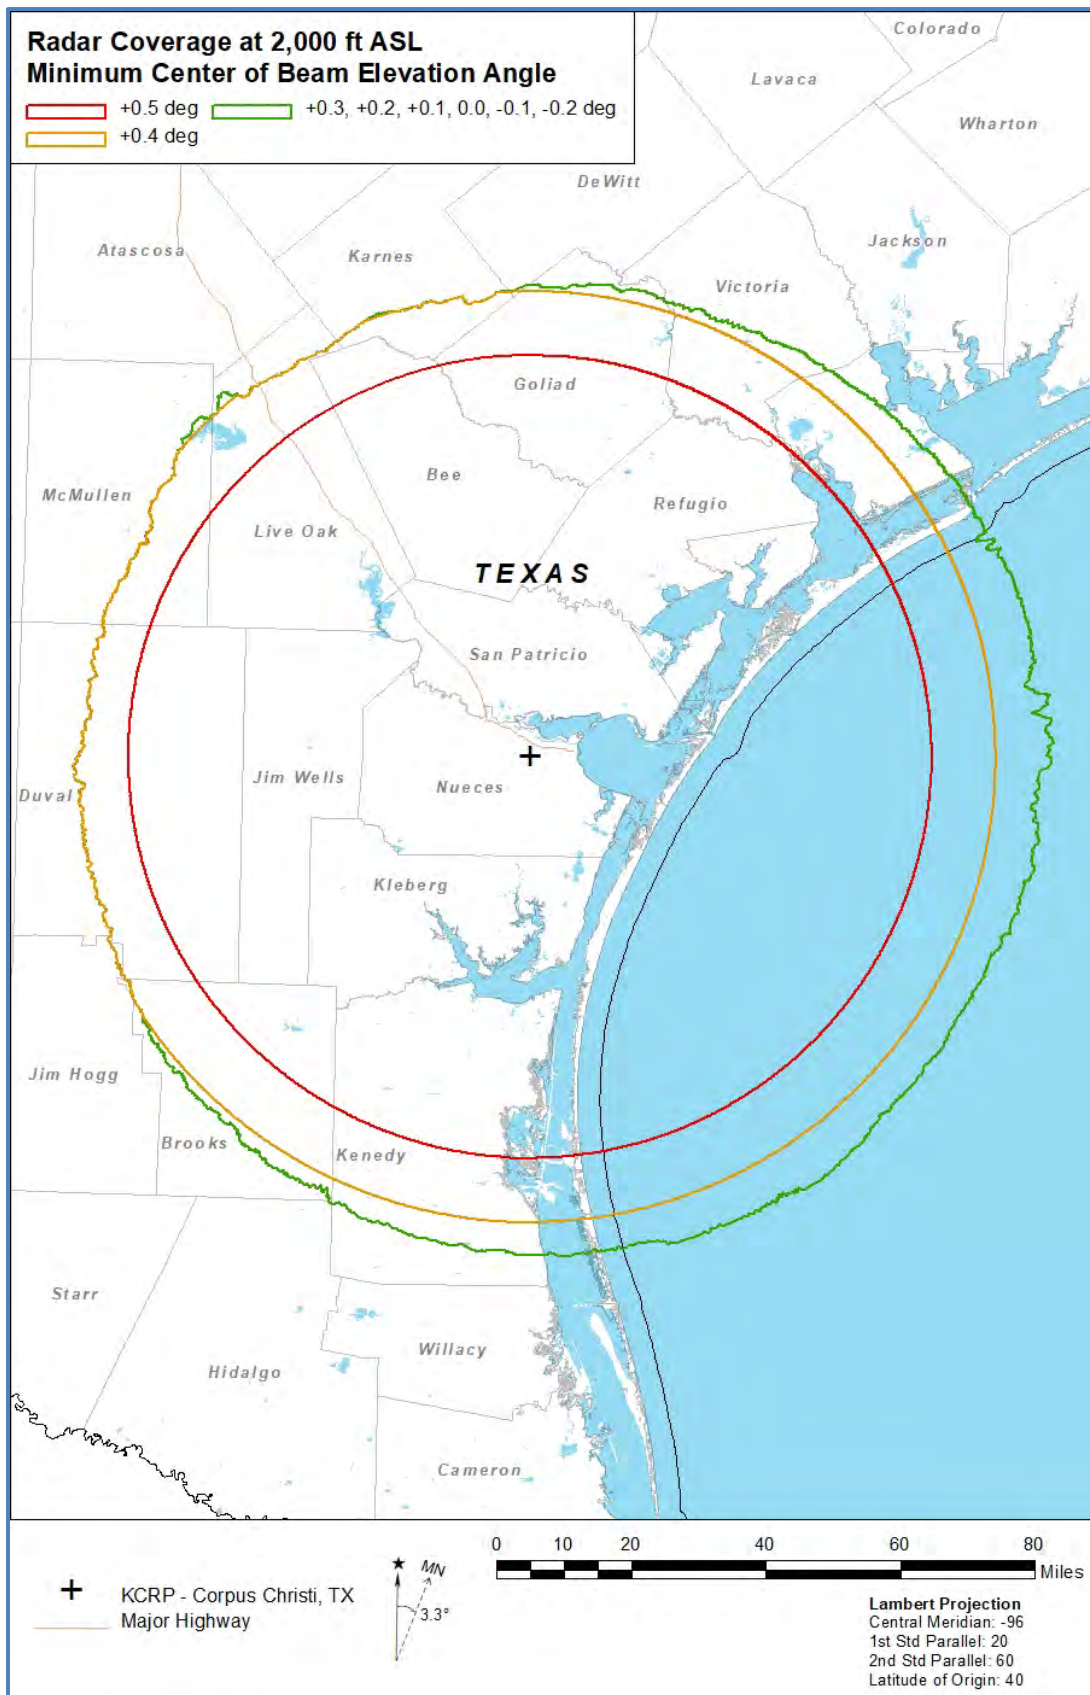 Radar Coverage at 2,000 ft ASL
Minimum Center of Beam Elevation Angle
+0.5 deg +0.3, +0.2, +0.1, 0.0, -0.1, -0.2 deg
+0.4 deg
Colorado
Lavaca
Wharton
DeWitt
Atascosa
Karnes
Jackson
Victoria
Goliad
Bee
McMullen
Refugio
Live Oak
TEXAS
San Patricio
Jim Wells
Nueces
Duval
Kleberg
Jim Hogg
Brooks
Kenedy
Starr
Willacy
Hidalgo
Cameron
0 10 20 40 60 80
Miles
MN
3.3°
KCRP - Corpus Christi, TX
Major Highway
Lambert Projection
Central Meridian: -96
1st Std Parallel: 20
2nd Std Parallel: 60
Latitude of Origin: 40